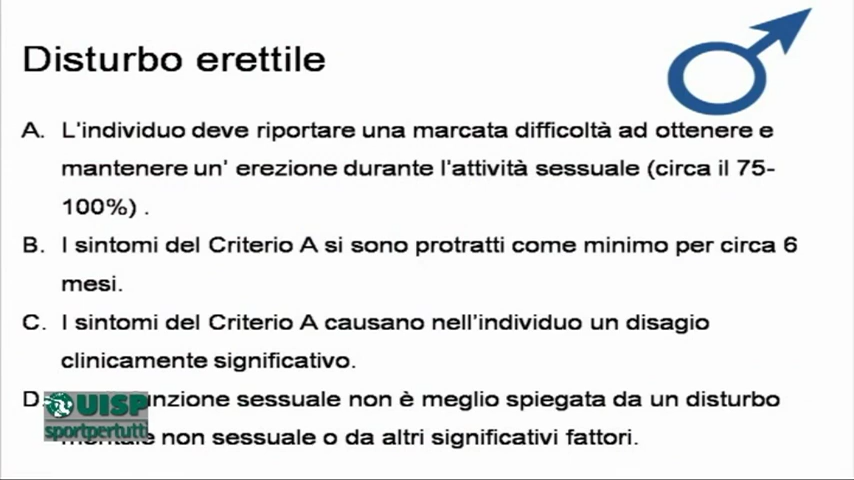 Disturbo erettile
A. L'individuo deve riportare una marcata difficoltà ad ottenere e
mantenere un' erezione durante l'attività sessuale (circa il 75-
100%) .
B. I sintomi del Criterio A si sono protratti come minimo per circa 6
mesi.
C. I sintomi del Criterio A causano nell'individuo un disagio
clinicamente significativo.
D. sessuale non è meglio spiegata da un disturbo
non sessuale o da altri significativi fattori.
UISP
sportpertutti